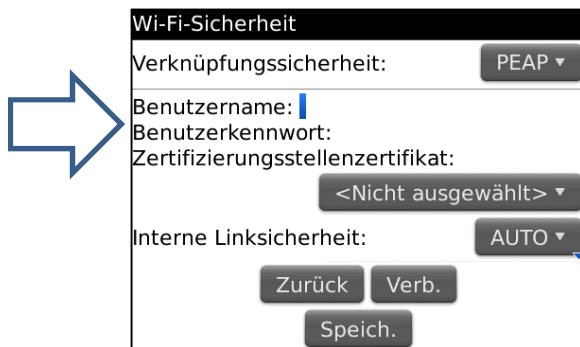 Wi-Fi-Sicherheit
Verknüpfungssicherheit: PEAP
Benutzername:
Benutzerkennwort:
Zertifizierungsstellenzertifikat:
<Nicht ausgewählt>
Interne Linksicherheit: AUTO
Zurück Verb.
Speich.